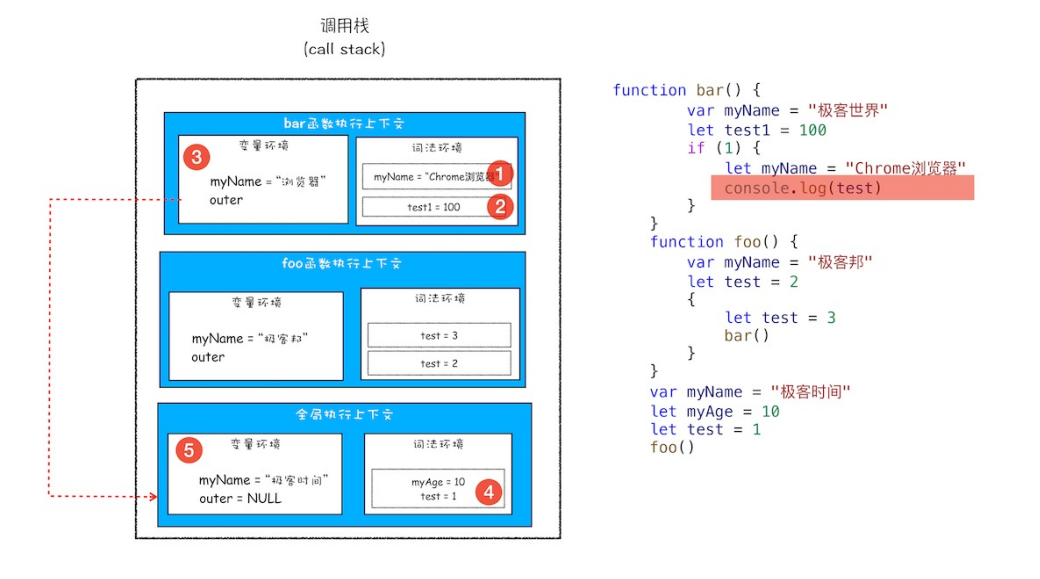 调用栈
(call stack)
bar函数执行上下文
变量环境
3
myName = "浏览器"
outer
词法环境
myName = "Chrome浏览器"
1
test1 = 100
2
foo函数执行上下文
变量环境
myName = "极客邦"
outer
词法环境
test = 3
test = 2
全局执行上下文
5
变量环境
myName = "极客时间"
outer = NULL
词法环境
myAge = 10
test = 1
4
function bar() {
var myName = "极客世界"
let test1 = 100
if (1) {
let myName = "Chrome浏览器"
console.log(test)
}
}
function foo() {
var myName = "极客邦"
let test = 2
{
let test = 3
bar()
}
}
var myName = "极客时间"
let myAge = 10
let test = 1
foo()